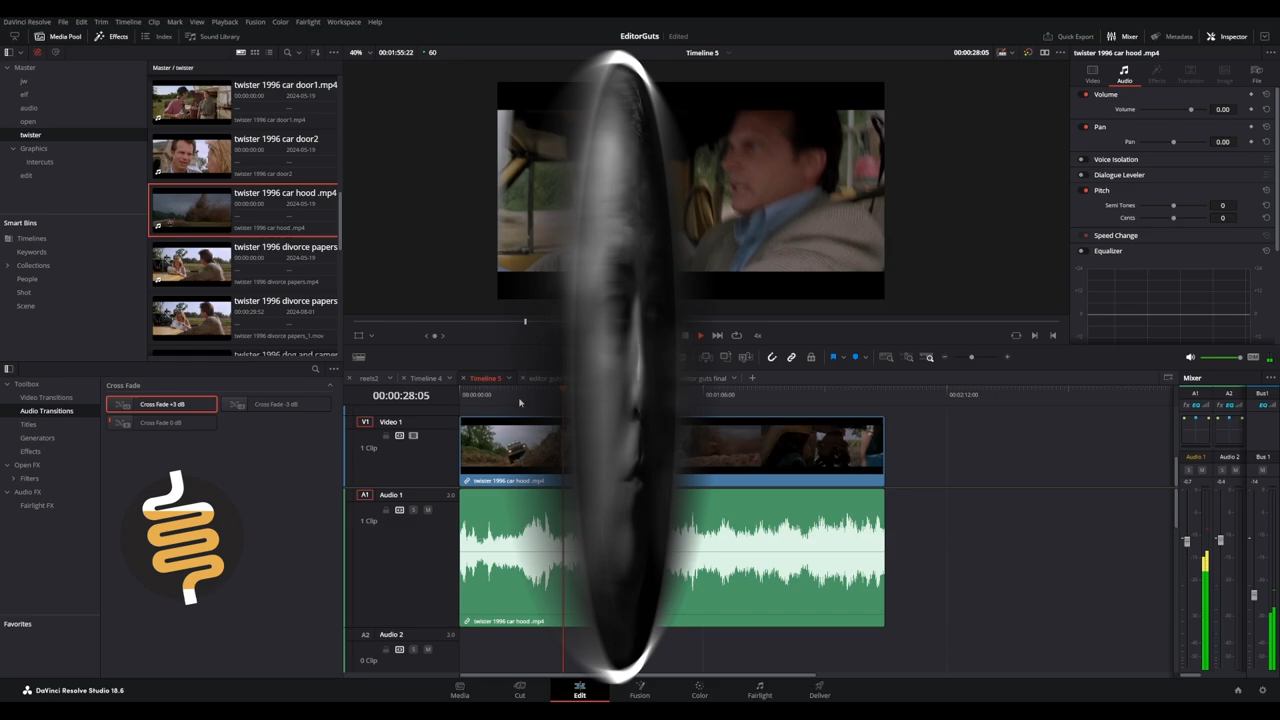 DaVinci Resolve File Edit Trim Timeline Clip Mark View Playback Fusion Color Fairlight Workspace Help
Media Pool Effects Index Sound Library EditorGuts Edited Quick Export Mixer Metadata Inspector
40% 00:01:55:22 60 Timeline 5 00:00:28:05 twister 1996 car hood .mp4
Master
jw
elf
audio
open
twister
Graphics
Intercuts
edit
Smart Bins
Timelines
Keywords
Collections
People
Shot
Scene
Master / twister
twister 1996 car door1.mp4
00:00:00:00 2024-05-19
twister 1996 car door1.mp4
twister 1996 car door2
00:00:00:00 2024-05-19
twister 1996 car door2
twister 1996 car hood .mp4
00:00:00:00 2024-05-19
twister 1996 car hood .mp4
twister 1996 divorce papers
00:00:00:00 2024-05-19
twister 1996 divorce papers.mp4
twister 1996 divorce papers
00:00:29:52 2024-08-01
twister 1996 divorce papers_1.mov
4x
Video Audio Effects Transition Image File
Volume
Volume 0.00
Pan
Pan 0.00
Voice Isolation
Dialogue Leveler
Pitch
Semi Tones 0
Cents 0
Speed Change
Equalizer
Toolbox
Video Transitions
Audio Transitions
Titles
Generators
Effects
Open FX
Filters
Audio FX
Fairlight FX
Favorites
Cross Fade
Cross Fade +3 dB Cross Fade -3 dB
Cross Fade 0 dB
reels2 Timeline 4 Timeline 5 editor guts final
00:00:28:05 00:00:00:00 00:01:06:00 00:02:12:00
V1 Video 1
1 Clip
twister 1996 car hood .mp4
A1 Audio 1 2.0
S M
1 Clip
twister 1996 car hood .mp4
A2 Audio 2 2.0
S M
0 Clip
Mixer
A1 A2 Bus1
EQ EQ EQ
Audio 1 Audio 2 Bus 1
S M S M
-0.7 -0.4 -14
DaVinci Resolve Studio 18.6
Media Cut Edit Fusion Color Fairlight Deliver